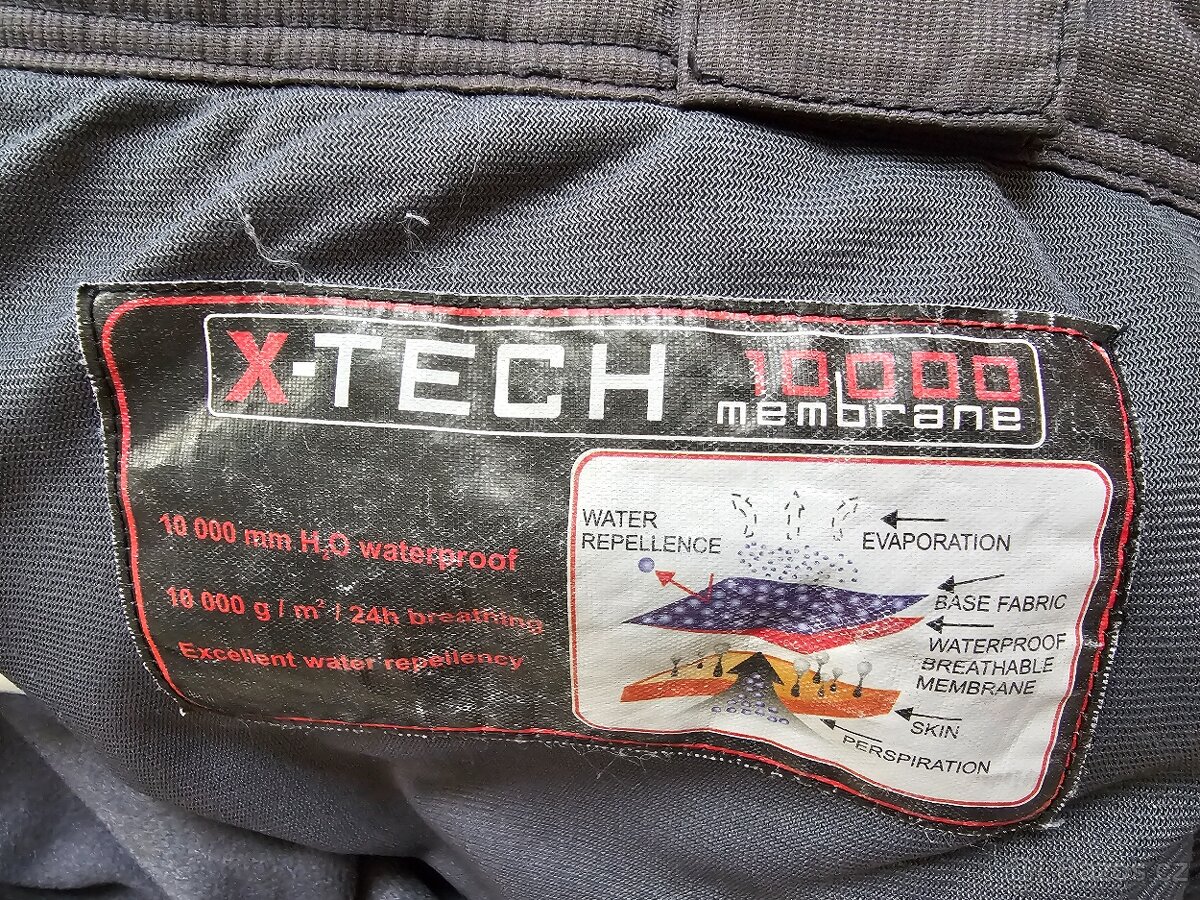 X-TECH 10000
membrane
10 000 mm H₂O waterproof
10 000 g / m² / 24h breathing
Excellent water repellency
WATER
REPELLENCE
EVAPORATION
BASE FABRIC
WATERPROOF
BREATHABLE
MEMBRANE
SKIN
PERSPIRATION